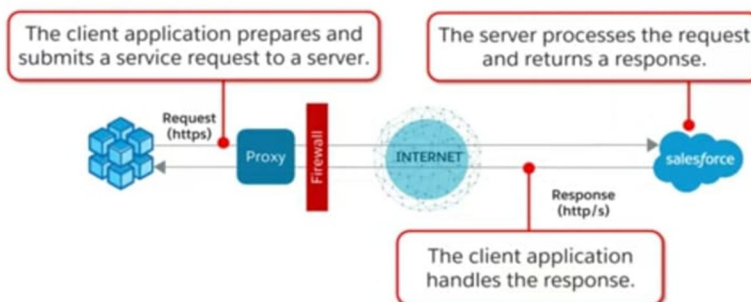 The client application prepares and
submits a service request to a server.
The server processes the request
and returns a response.
Request
(https)
Proxy
Firewall
INTERNET
salesforce
Response
(http/s)
The client application
handles the response.